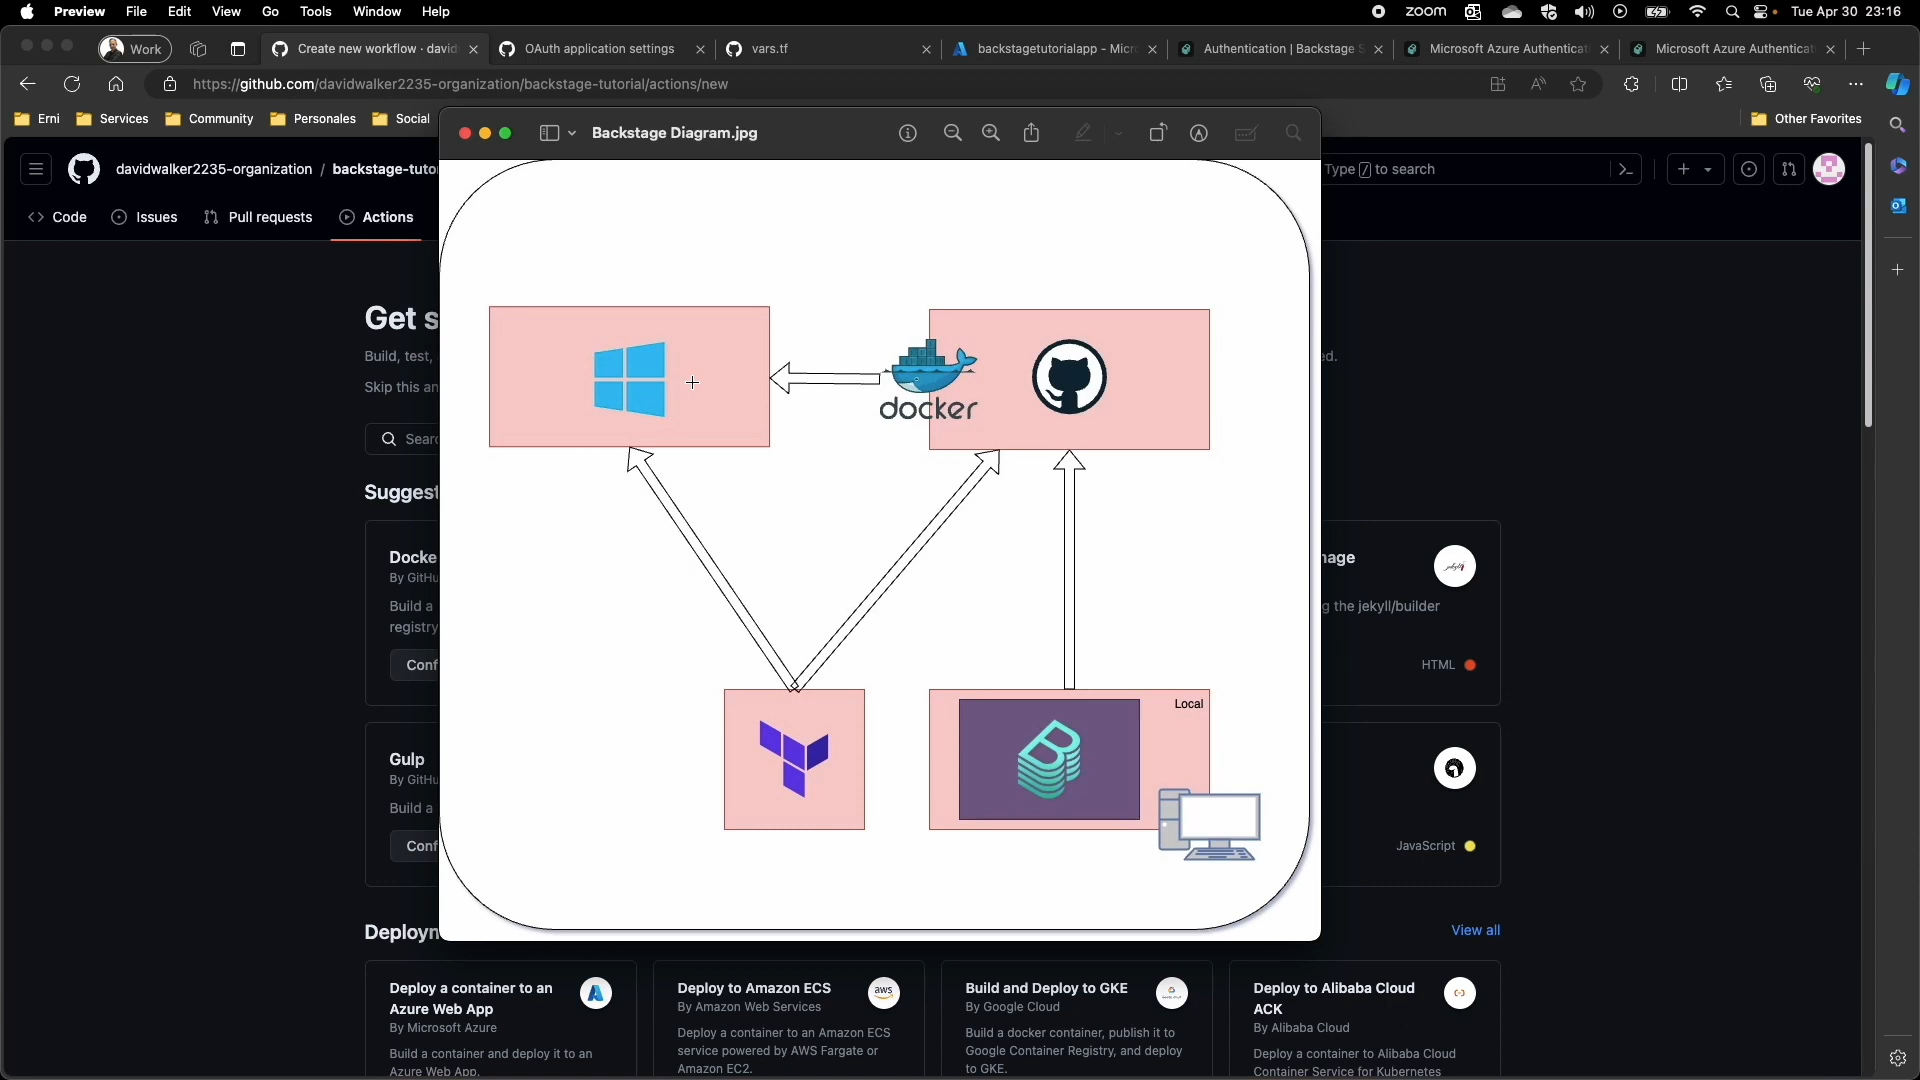 Preview File Edit View Go Tools Window Help
zoom
Tue Apr 30 23:16
Work
Create new workflow · david
OAuth application settings
vars.tf
backstagetutorialapp - Micro
Authentication | Backstage S
Microsoft Azure Authenticat
Microsoft Azure Authenticat
https://github.com/davidwalker2235-organization/backstage-tutorial/actions/new
Erni
Services
Community
Personales
Social
Other Favorites
Backstage Diagram.jpg
davidwalker2235-organization / backstage-tuto
Type / to search
Code
Issues
Pull requests
Actions
Get s
Build, test,
ed.
Skip this an
Sear
docker
Suggest
Docke
By GitHu
Build a
registry
Conf
mage
g the jekyll/builder
HTML
Local
Gulp
By GitHu
Build a
Conf
JavaScript
Deployn
View all
Deploy a container to an
Azure Web App
By Microsoft Azure
Build a container and deploy it to an
Azure Web App.
aws
Deploy to Amazon ECS
By Amazon Web Services
Deploy a container to an Amazon ECS
service powered by AWS Fargate or
Amazon EC2.
Build and Deploy to GKE
By Google Cloud
Build a docker container, publish it to
Google Container Registry, and deploy
to GKE.
Deploy to Alibaba Cloud
ACK
By Alibaba Cloud
Deploy a container to Alibaba Cloud
Container Service for Kubernetes